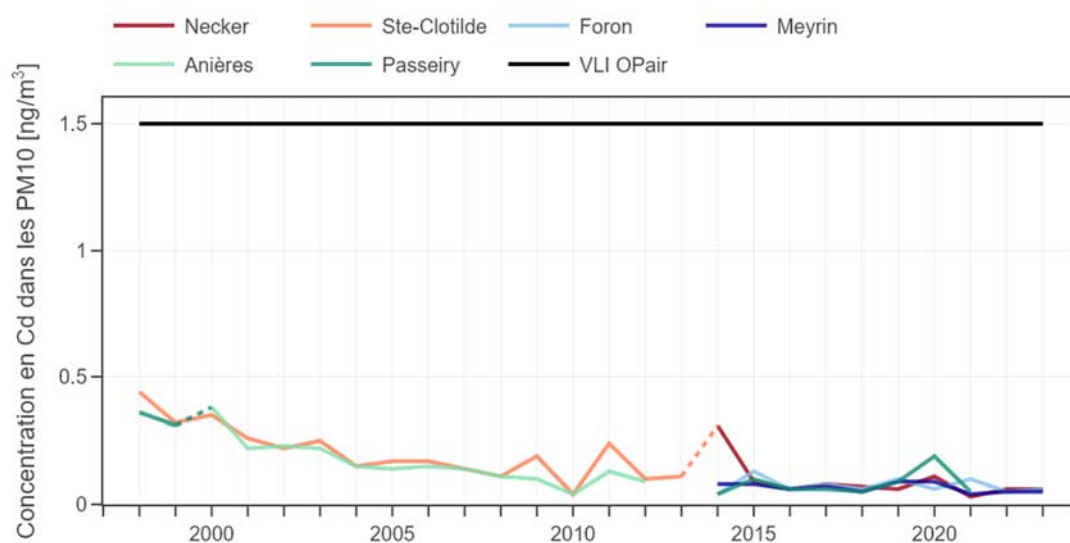 Necker Ste-Clotilde Foron Meyrin
Anières Passeiry VLI OPair
Concentration en Cd dans les PM10 [ng/m³]
1.5
1
0.5
0
2000 2005 2010 2015 2020